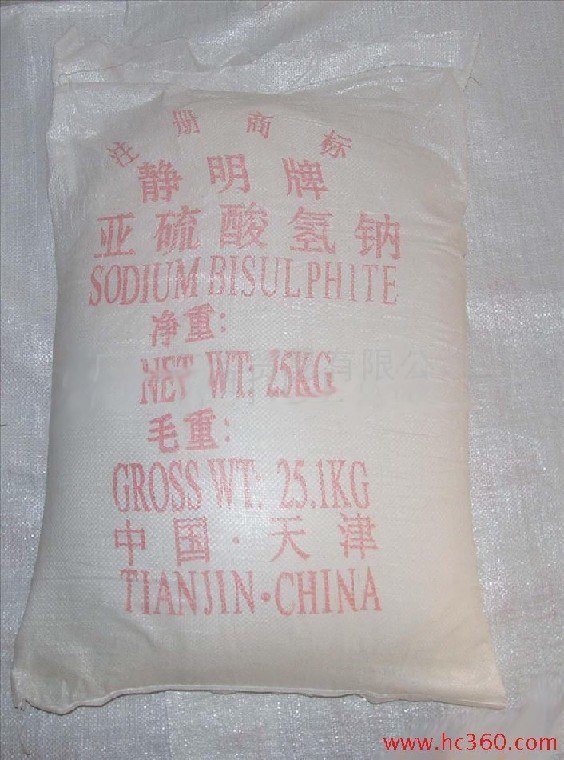 注册商标
静明牌
亚硫酸氢钠
SODIUM BISULPHITE
净重:
NET WT: 25KG
毛重:
GROSS WT: 25.1KG
中国·天津
TIANJIN·CHINA
www.hc360.com